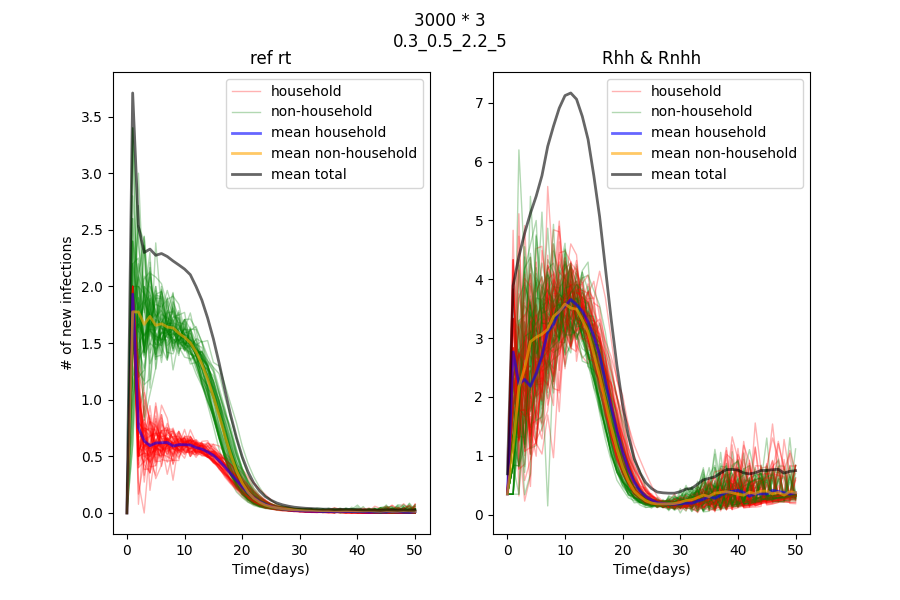 3000 * 3
0.3_0.5_2.2_5
ref rt
household
non-household
mean household
mean non-household
mean total
# of new infections
3.5
3.0
2.5
2.0
1.5
1.0
0.5
0.0
0 10 20 30 40 50
Time(days)
Rhh & Rnhh
household
non-household
mean household
mean non-household
mean total
7
6
5
4
3
2
1
0
0 10 20 30 40 50
Time(days)